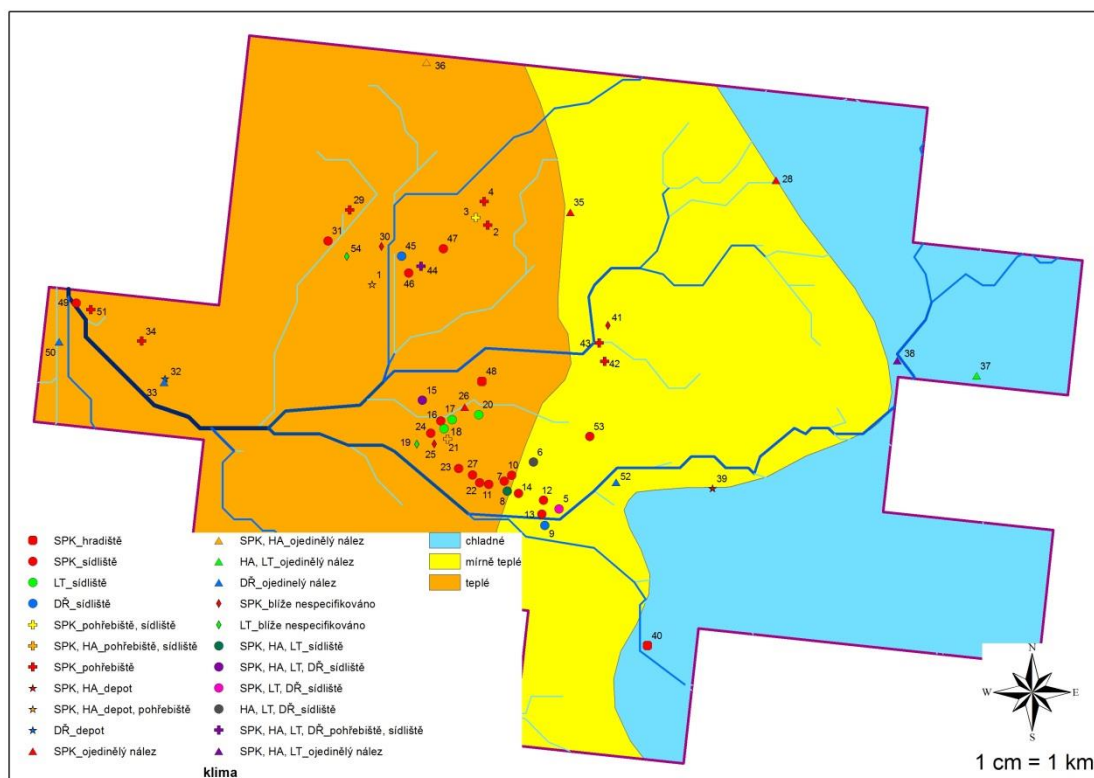 36
28
4
29
3
35
2
31
30
45
47
54
44
1
46
49
51
41
34
43
38
50
42
37
32
33
48
15
26
20
17
16
24
18
53
19
21
25
6
23
27
10
7
52
39
22
11
8
14
12
5
13
9
40
SPK_hradiště
SPK_sídliště
LT_sídliště
DŘ_sídliště
SPK_pohřebiště, sídliště
SPK, HA_pohřebiště, sídliště
SPK_pohřebiště
SPK, HA_depot
SPK, HA_depot, pohřebiště
DŘ_depot
SPK_ojedinělý nález
SPK, HA_ojedinělý nález
HA, LT_ojedinělý nález
DŘ_ojedinelý nález
SPK_blíže nespecifikováno
LT_blíže nespecifikováno
SPK, HA, LT_sídliště
SPK, HA, LT, DŘ_sídliště
SPK, LT, DŘ_sídliště
HA, LT, DŘ_sídliště
SPK, HA, LT, DŘ_pohřebiště, sídliště
SPK, HA, LT_ojedinělý nález
klima
chladné
mírně teplé
teplé
N
W E
S
1 cm = 1 km